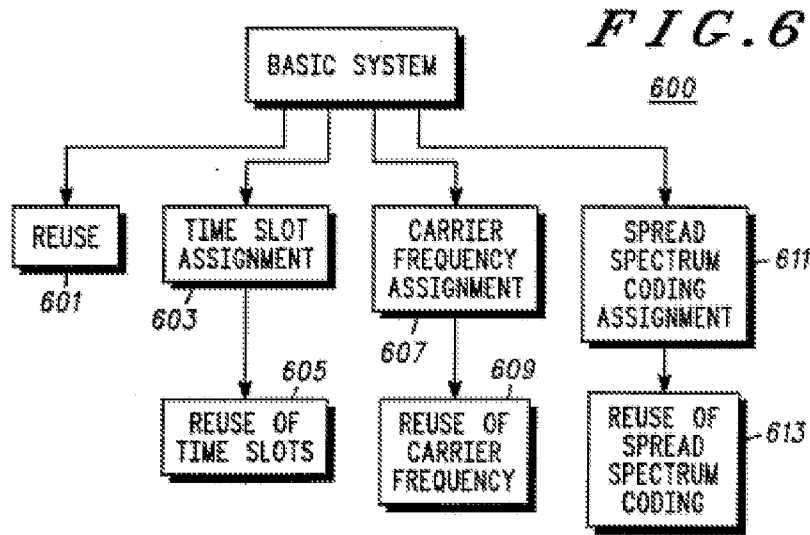 FIG.6
600
BASIC SYSTEM
REUSE
601
TIME SLOT
ASSIGNMENT
603
CARRIER
FREQUENCY
ASSIGNMENT
607
SPREAD
SPECTRUM
CODING
ASSIGNMENT
611
605
REUSE OF
TIME SLOTS
609
REUSE OF
CARRIER
FREQUENCY
REUSE OF
SPREAD
SPECTRUM
CODING
613